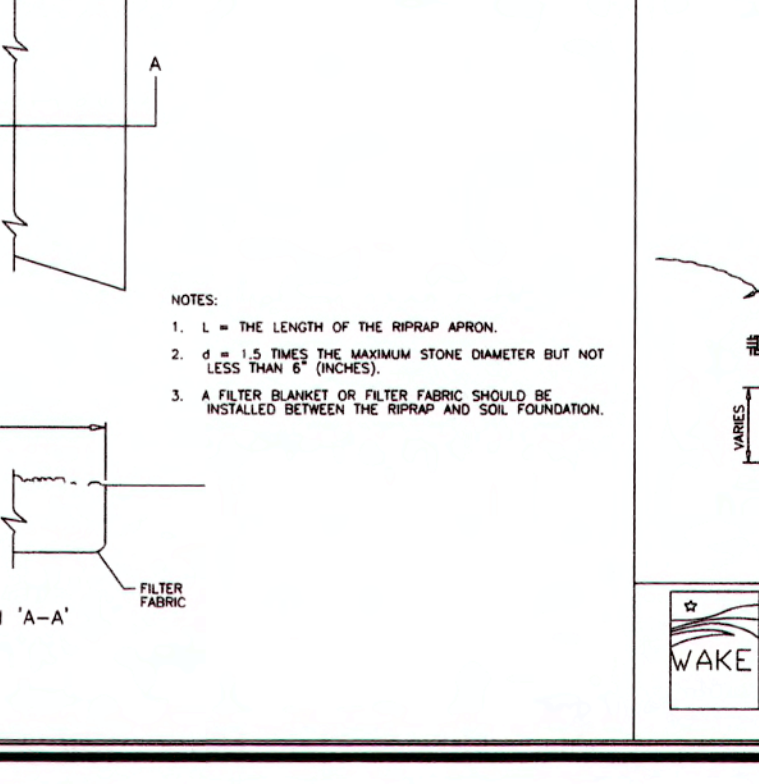 A
NOTES:
1. L = THE LENGTH OF THE RIPRAP APRON.
2. d = 1.5 TIMES THE MAXIMUM STONE DIAMETER BUT NOT
LESS THAN 6" (INCHES).
3. A FILTER BLANKET OR FILTER FABRIC SHOULD BE
INSTALLED BETWEEN THE RIPRAP AND SOIL FOUNDATION.
VARIES
FILTER
FABRIC
'A-A'
WAKE